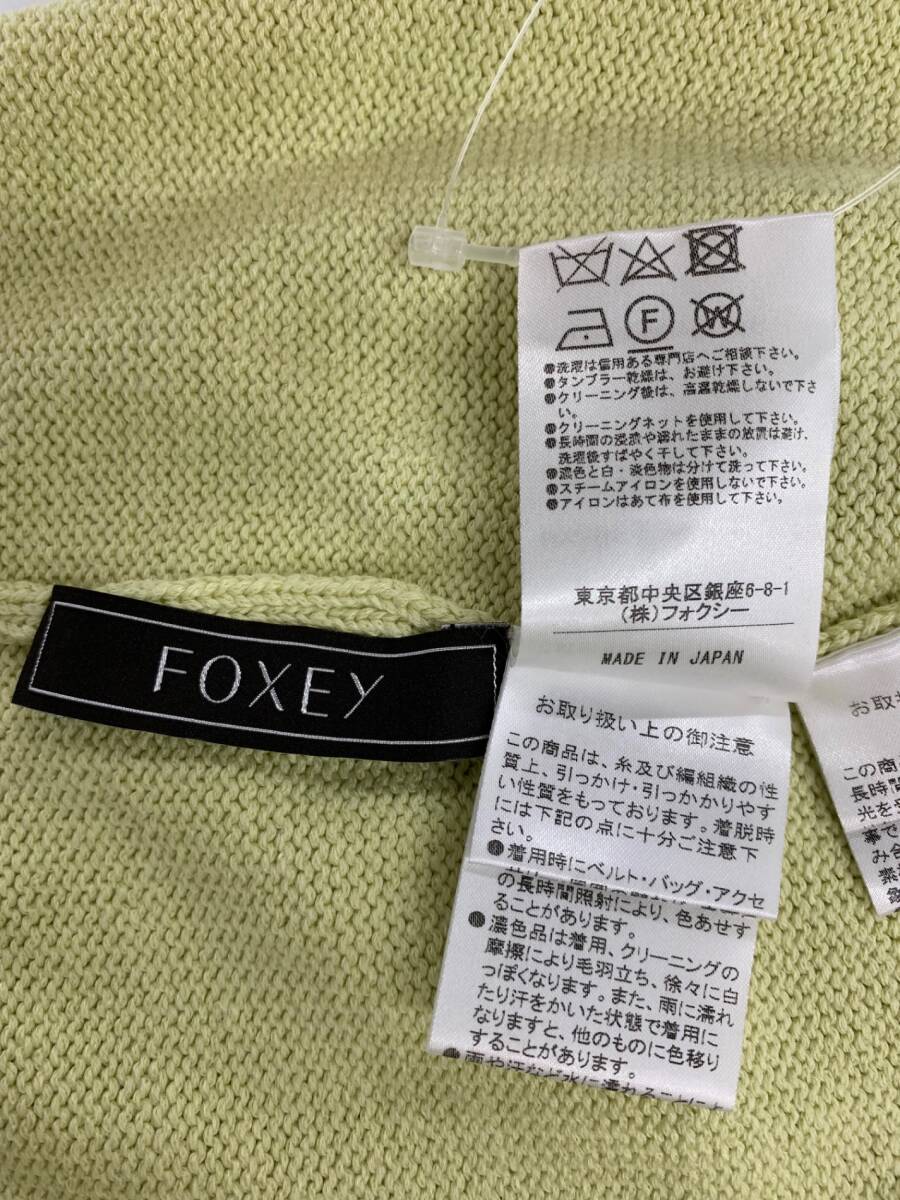 FOXEY
F
W
●洗濯は信用ある専門店へご相談下さい。
●タンブラー乾燥は、お避け下さい。
●クリーニング後は、高温乾燥しないで下さ
い。
●クリーニングネットを使用して下さい。
●長時間の浸漬や濡れたままの放置は避け、
洗濯後すばやく干して下さい。
●濃色と白・淡色物は分けて洗って下さい。
●スチームアイロンを使用しないで下さい。
●アイロンはあて布を使用して下さい。
東京都中央区銀座6-8-1
(株)フォクシー
MADE IN JAPAN
お取り扱い上の御注意
この商品は、糸及び編組織の性
質上、引っかけ・引っかかりやす
い性質をもっております。着脱時
には下記の点に十分ご注意下
さい。
●着用時にベルト・バッグ・アクセ
の長時間照射により、色あせす
ることがあります。
●濃色品は着用、クリーニングの
摩擦により毛羽立ち、徐々に白
っぽくなります。また、雨に濡れ
たり汗をかいた状態で着用に
なりますと、他のものに色移り
することがあります。
●雨や汗など水に濡れることに
お取
この商
長時間
光を
事で
み合
素